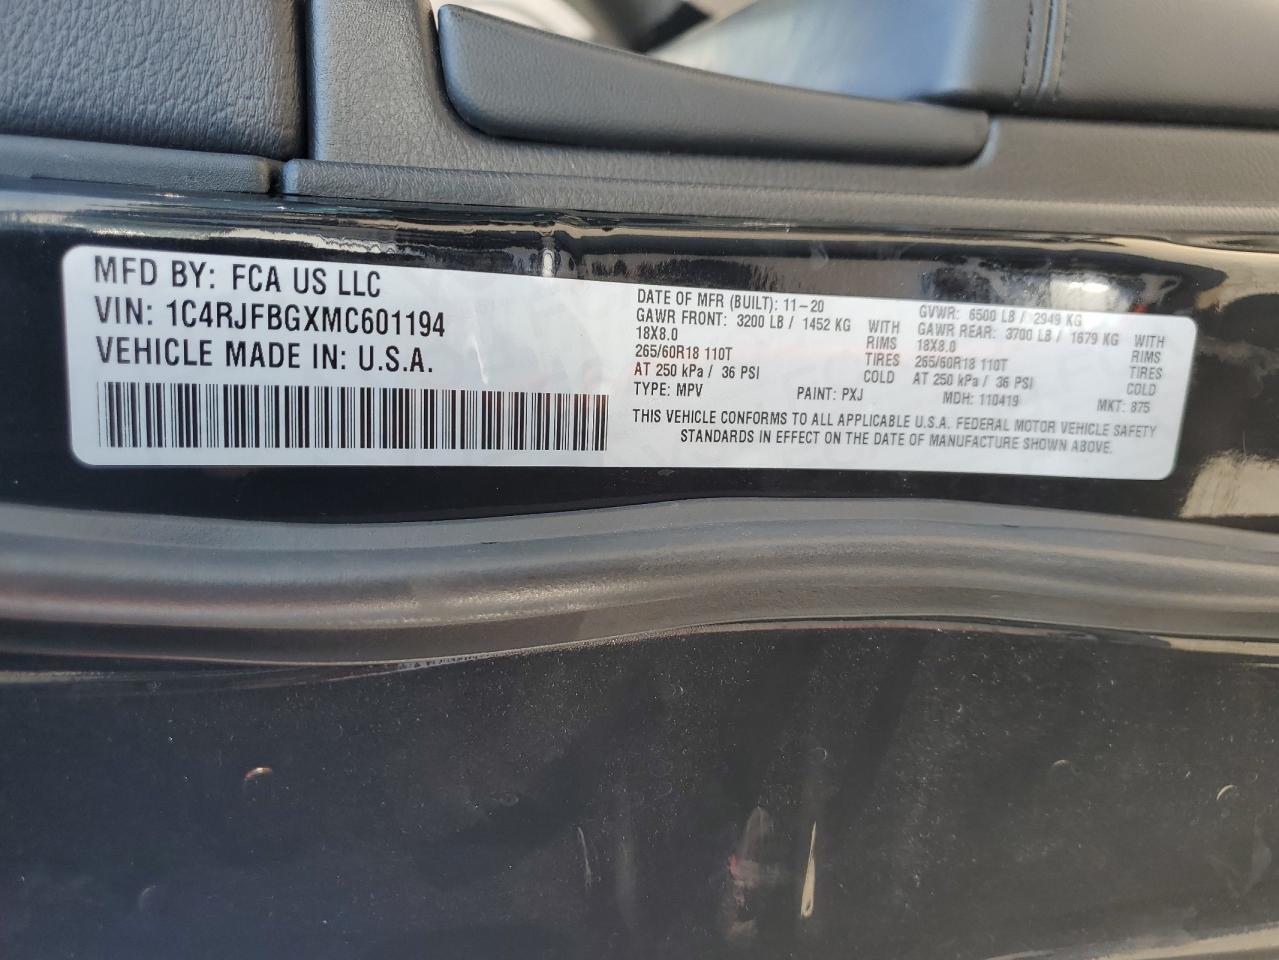 MFD BY: FCA US LLC
VIN: 1C4RJFBGXMC601194
VEHICLE MADE IN: U.S.A.
DATE OF MFR (BUILT): 11-20 GVWR: 6500 LB / 2949 KG
GAWR FRONT: 3200 LB / 1452 KG WITH GAWR REAR: 3700 LB / 1679 KG WITH
18X8.0 RIMS 18X8.0 RIMS
265/60R18 110T TIRES 265/60R18 110T TIRES
AT 250 kPa / 36 PSI COLD AT 250 kPa / 36 PSI COLD
TYPE: MPV PAINT: PXJ MDH: 110419 MKT: 875
THIS VEHICLE CONFORMS TO ALL APPLICABLE U.S.A. FEDERAL MOTOR VEHICLE SAFETY
STANDARDS IN EFFECT ON THE DATE OF MANUFACTURE SHOWN ABOVE.